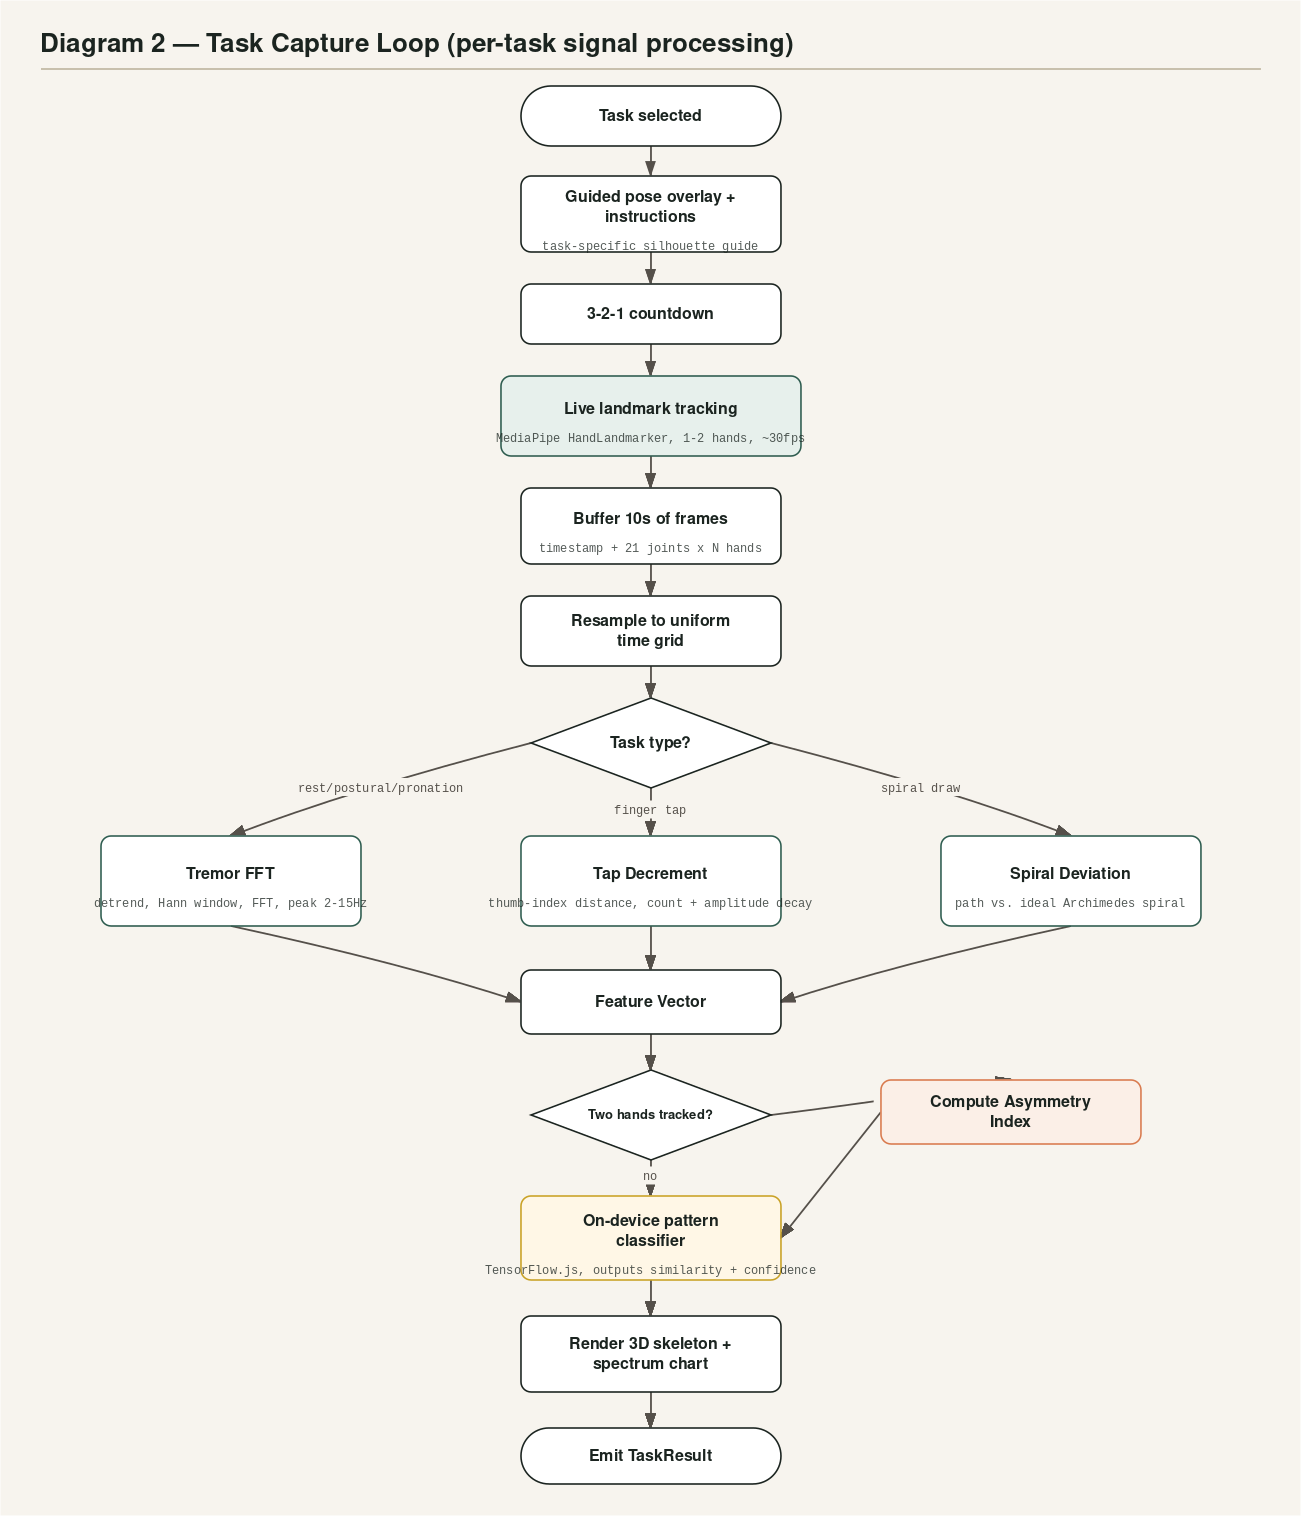 Diagram 2 — Task Capture Loop (per-task signal processing)
Task selected
Guided pose overlay +
instructions
task-specific silhouette guide
3-2-1 countdown
Live landmark tracking
MediaPipe HandLandmarker, 1-2 hands, ~30fps
Buffer 10s of frames
timestamp + 21 joints x N hands
Resample to uniform
time grid
Task type?
rest/postural/pronation
finger tap
spiral draw
Tremor FFT
detrend, Hann window, FFT, peak 2-15Hz
Tap Decrement
thumb-index distance, count + amplitude decay
Spiral Deviation
path vs. ideal Archimedes spiral
Feature Vector
Two hands tracked?
Compute Asymmetry
Index
no
On-device pattern
classifier
TensorFlow.js, outputs similarity + confidence
Render 3D skeleton +
spectrum chart
Emit TaskResult